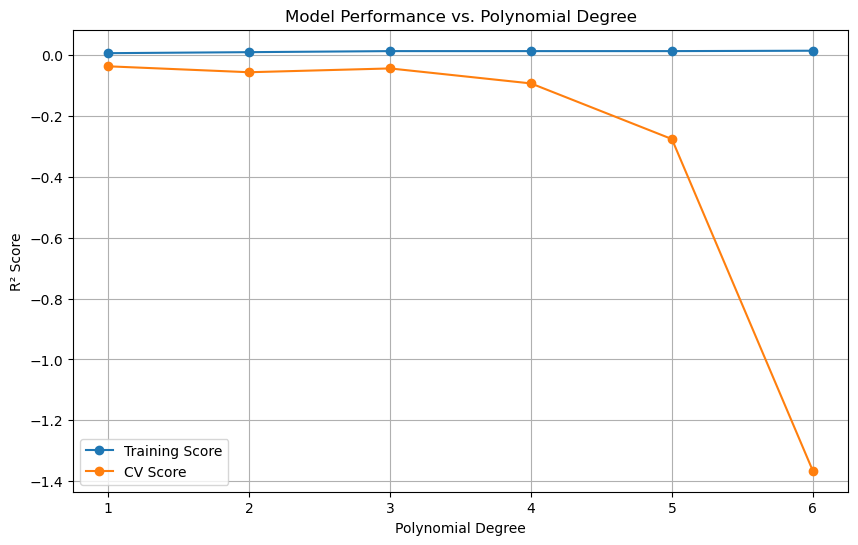 Model Performance vs. Polynomial Degree
R² Score
0.0
−0.2
−0.4
−0.6
−0.8
−1.0
−1.2
−1.4
Training Score
CV Score
1 2 3 4 5 6
Polynomial Degree